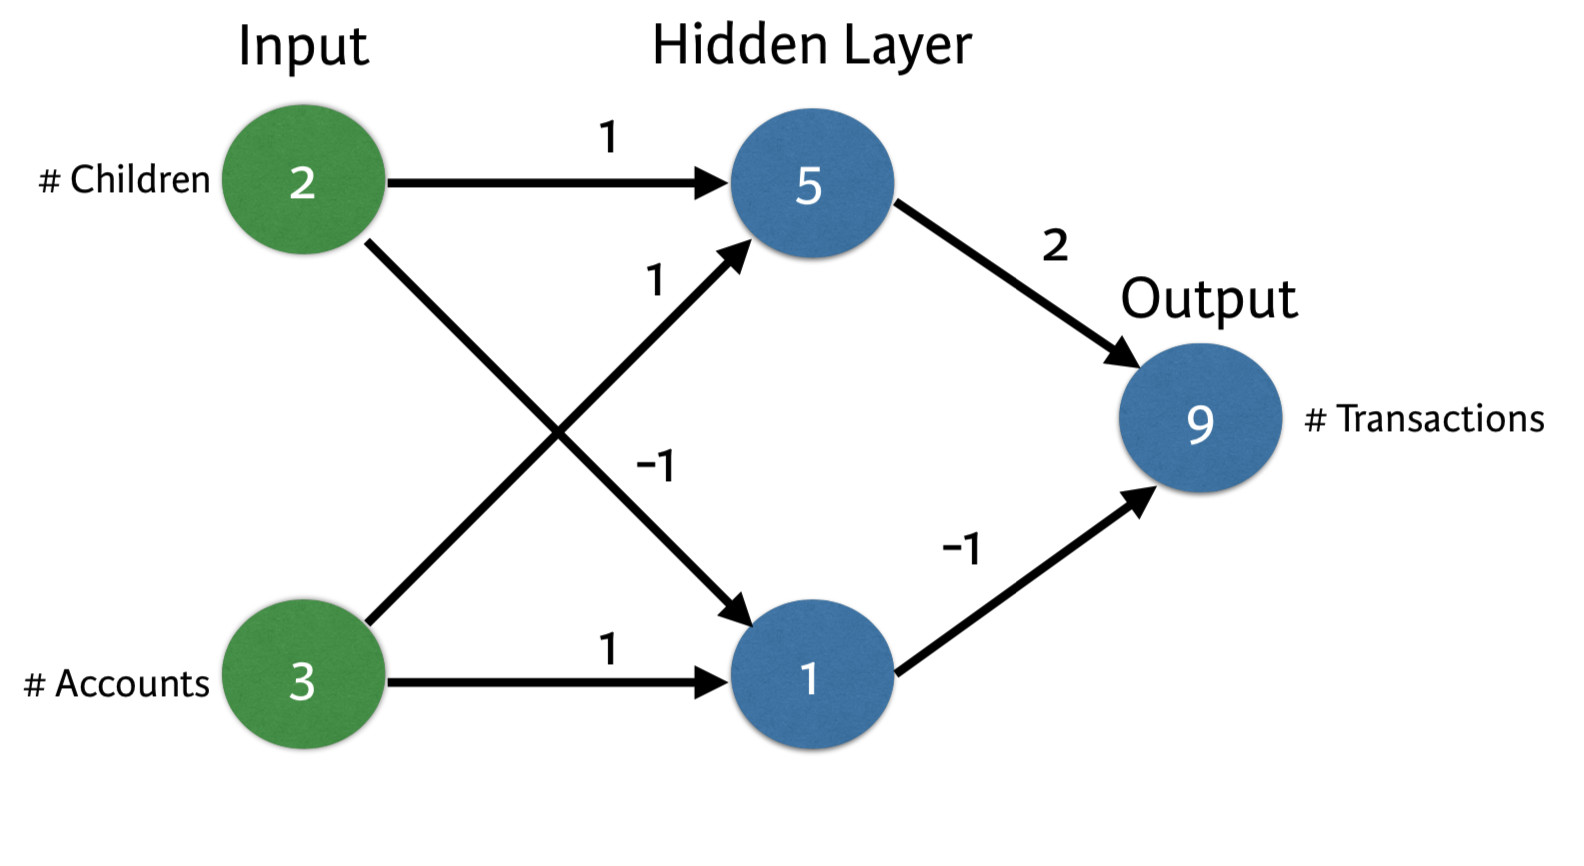 Input
Hidden Layer
1
# Children
2
5
1
2
Output
9
# Transactions
-1
-1
1
# Accounts
3
1